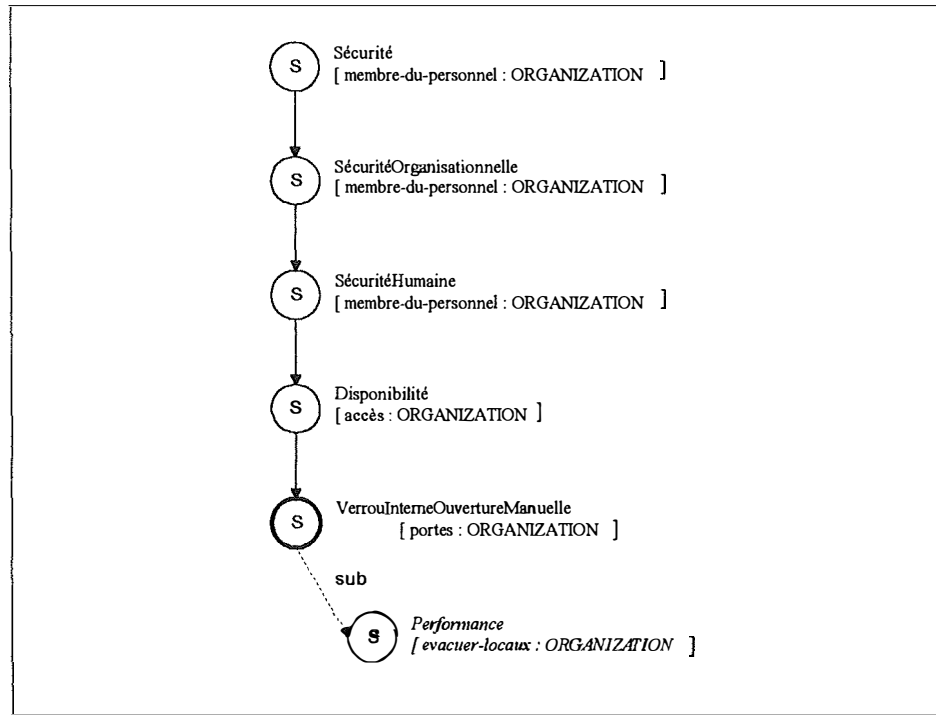 S
Sécurité
[ membre-du-personnel : ORGANIZATION ]
S
SécuritéOrganisationnelle
[ membre-du-personnel : ORGANIZATION ]
S
SécuritéHumaine
[ membre-du-personnel : ORGANIZATION ]
S
Disponibilité
[ accès : ORGANIZATION ]
S
VerrouInterneOuvertureManuelle
[ portes : ORGANIZATION ]
sub
S
Performance
[ evacuer-locaux : ORGANIZATION ]